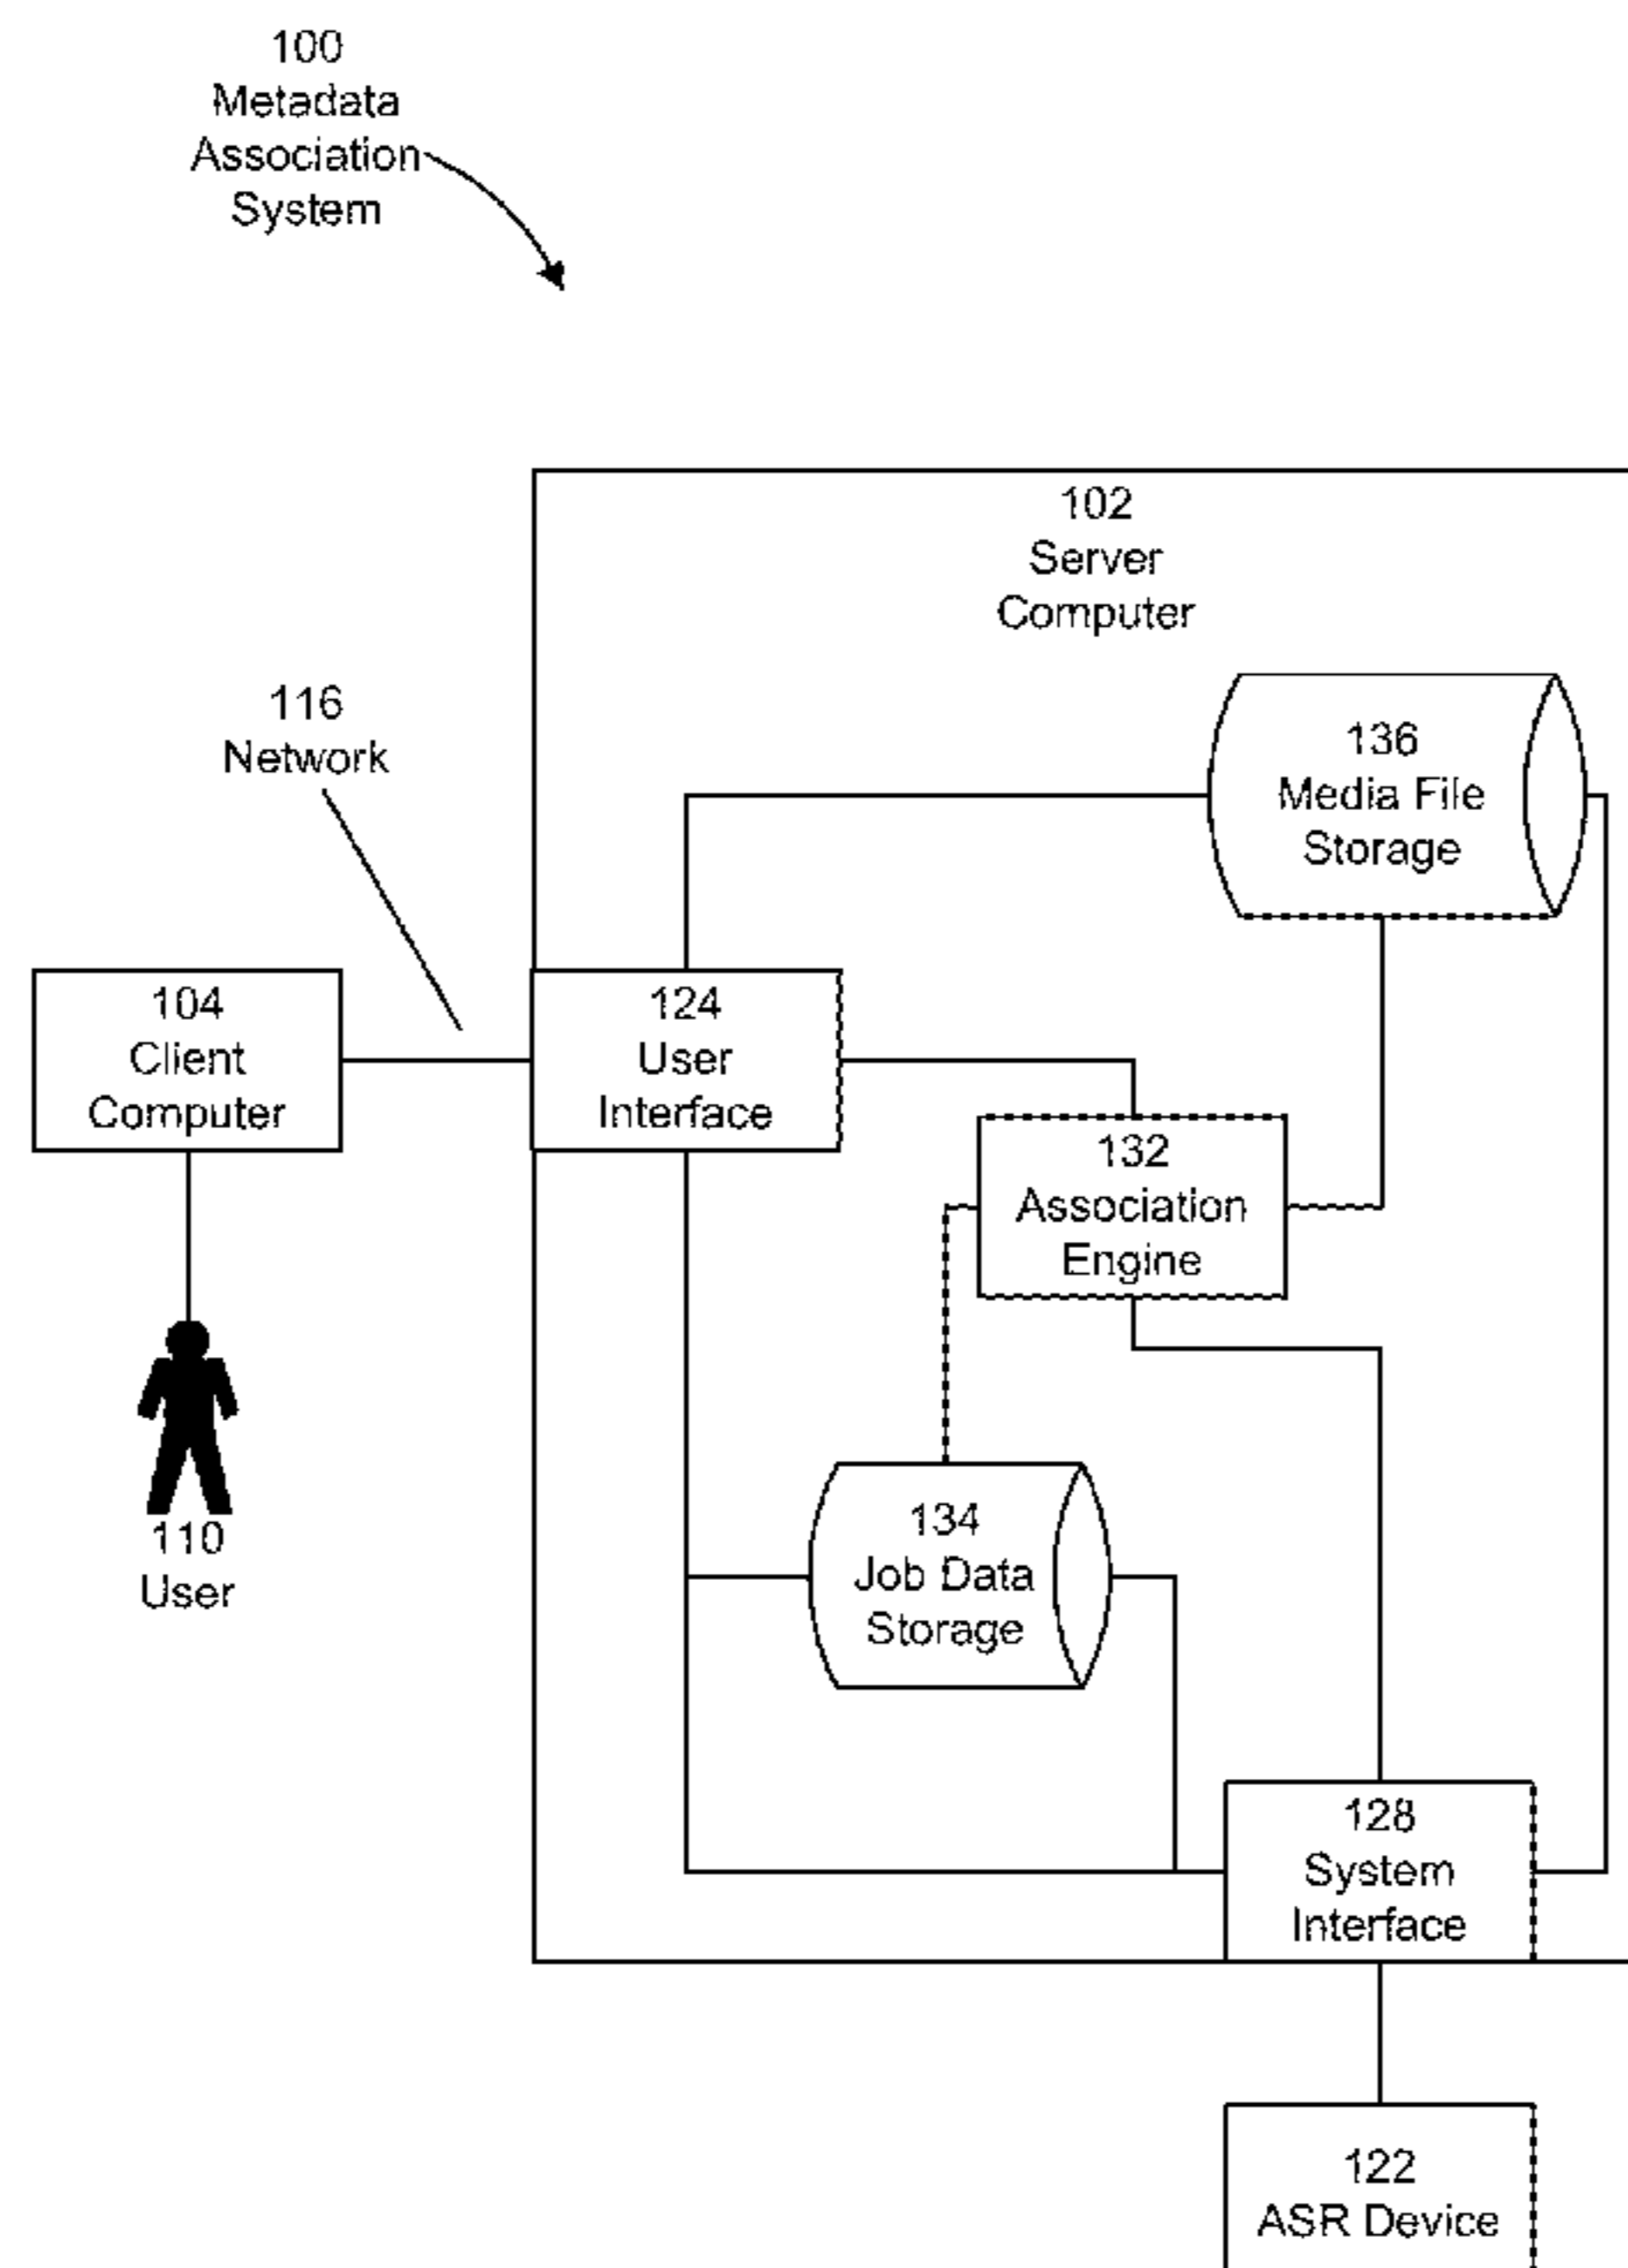 100
Metadata
Association
System
102
Server
Computer
116
Network
136
Media File
Storage
104
Client
Computer
124
User
Interface
132
Association
Engine
110
User
134
Job Data
Storage
128
System
Interface
122
ASR Device